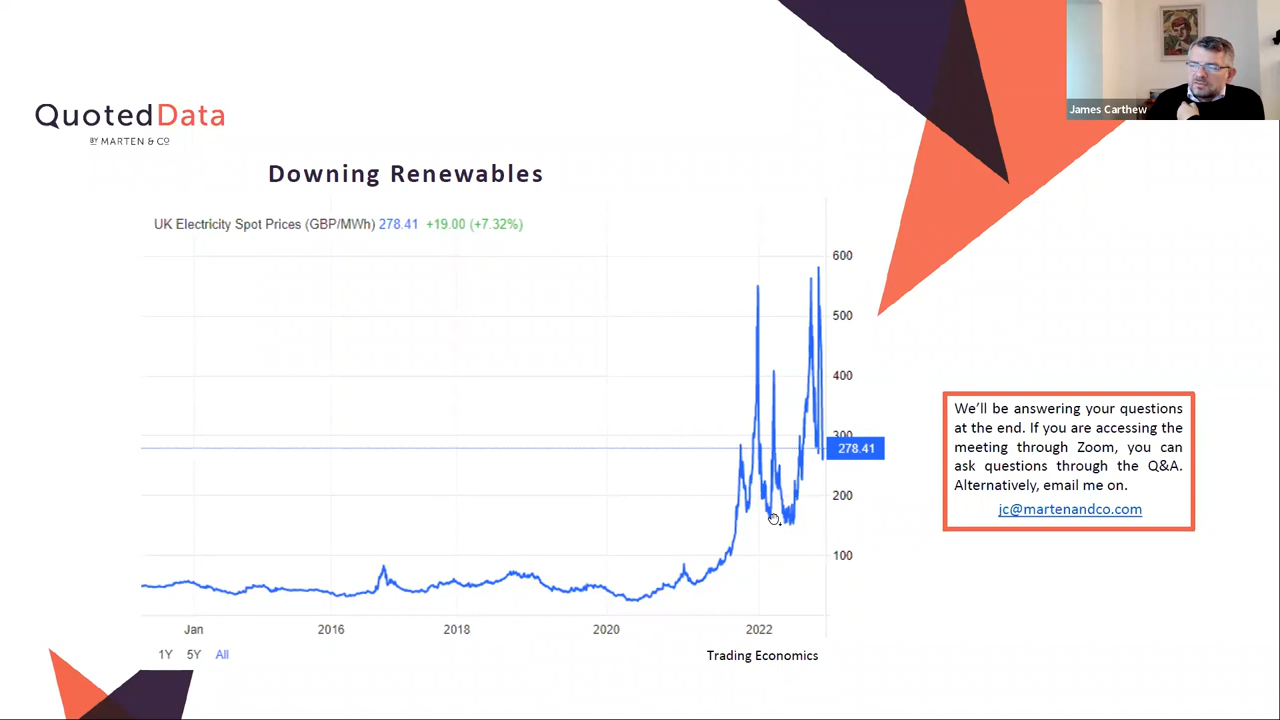 James Carthew
QuotedData
BY MARTEN & CO
Downing Renewables
UK Electricity Spot Prices (GBP/MWh) 278.41 +19.00 (+7.32%)
600
500
400
300
278.41
200
100
Jan 2016 2018 2020 2022
1Y 5Y All
Trading Economics
We'll be answering your questions
at the end. If you are accessing the
meeting through Zoom, you can
ask questions through the Q&A.
Alternatively, email me on.
jc@martenandco.com